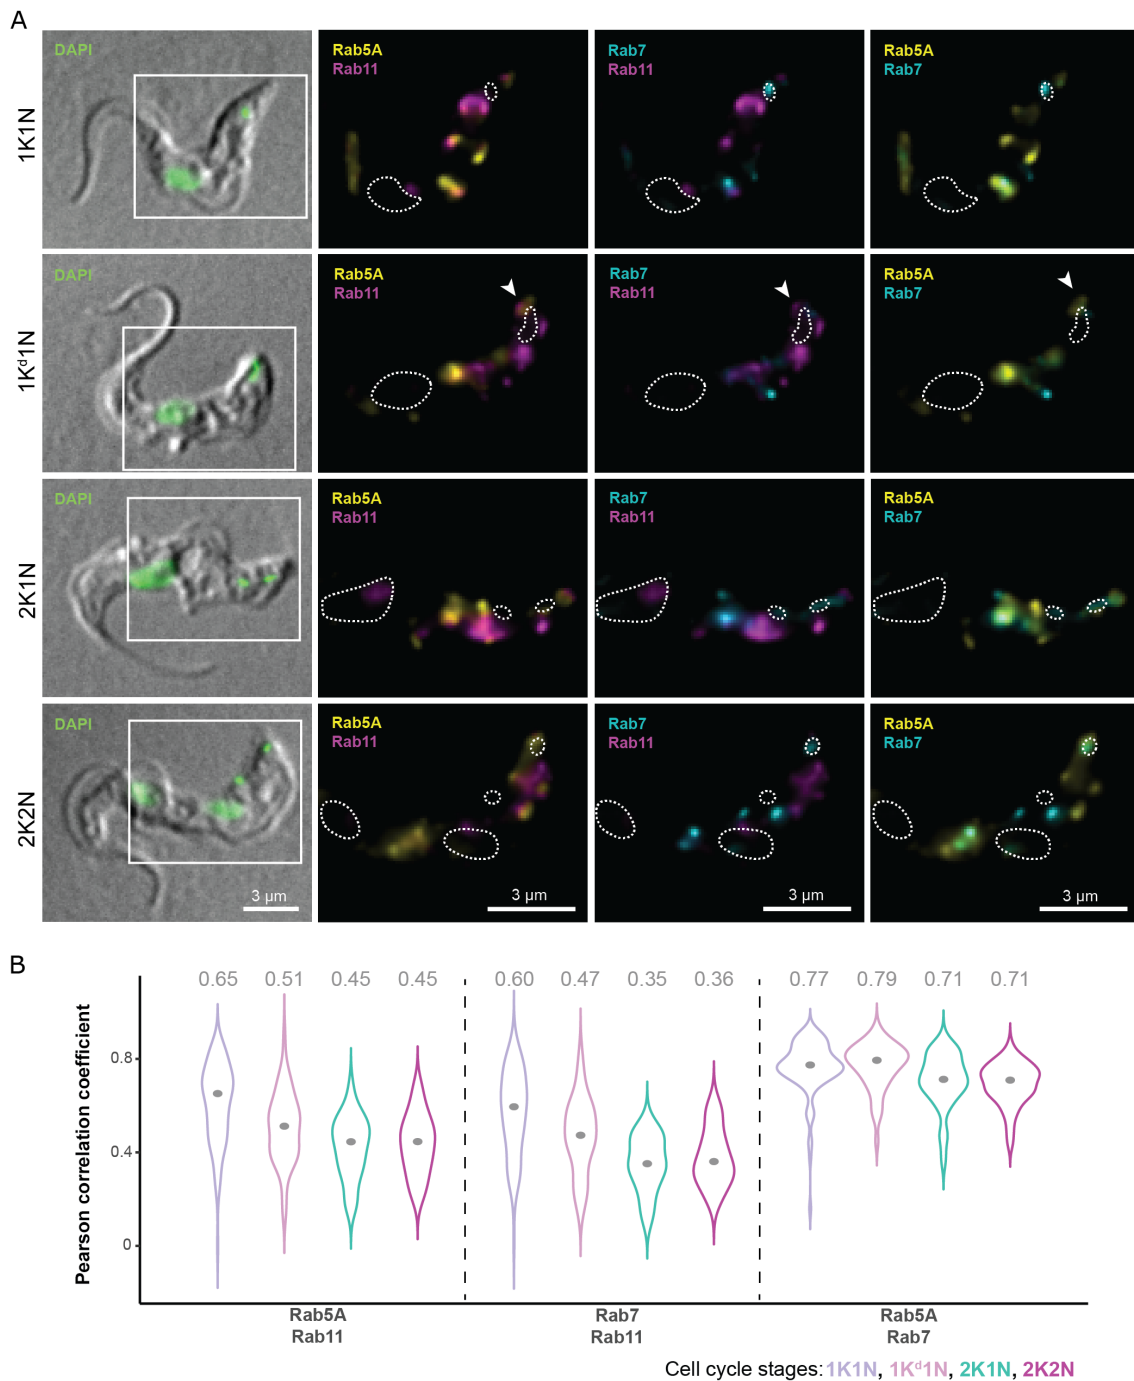 A
1K1N
DAPI
Rab5A
Rab11
Rab7
Rab11
Rab5A
Rab7
1Kᵈ1N
DAPI
Rab5A
Rab11
Rab7
Rab11
Rab5A
Rab7
2K1N
DAPI
Rab5A
Rab11
Rab7
Rab11
Rab5A
Rab7
2K2N
DAPI
Rab5A
Rab11
Rab7
Rab11
Rab5A
Rab7
3 µm
3 µm
3 µm
3 µm
B
0.65 0.51 0.45 0.45 0.60 0.47 0.35 0.36 0.77 0.79 0.71 0.71
Pearson correlation coefficient
0.8
0.4
0
Rab5A
Rab11
Rab7
Rab11
Rab5A
Rab7
Cell cycle stages: 1K1N, 1Kᵈ1N, 2K1N, 2K2N